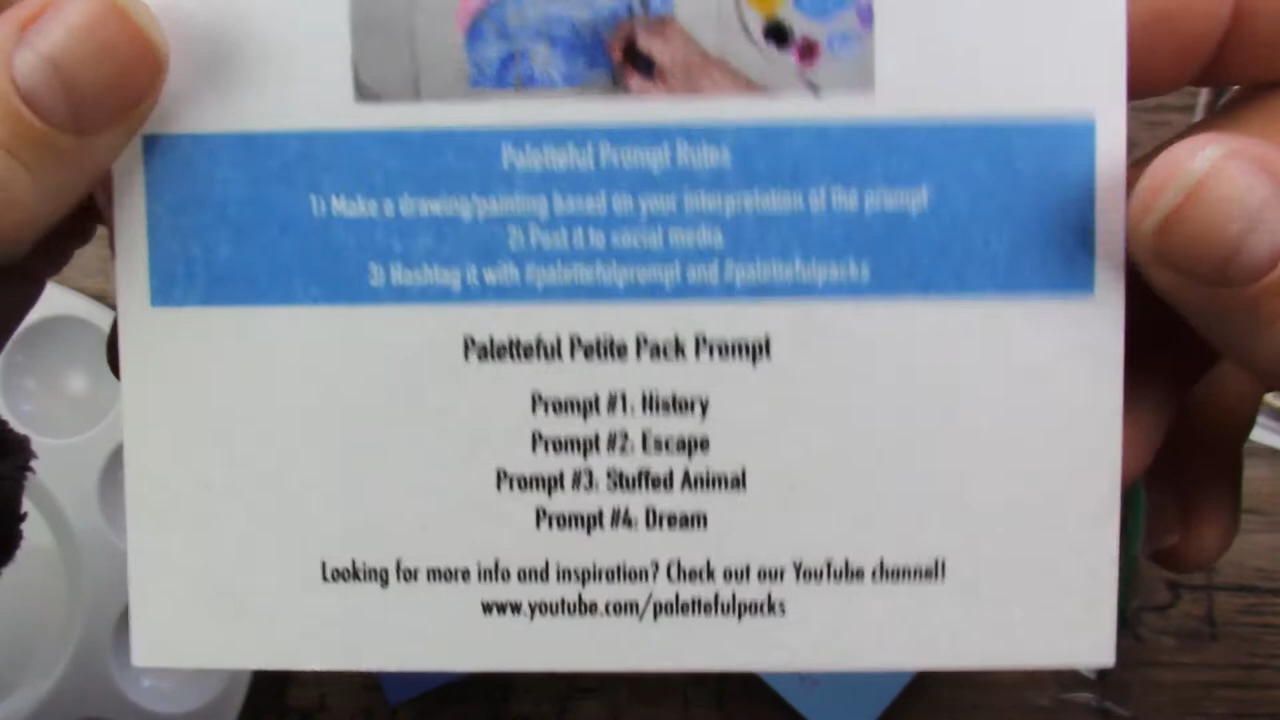 Paletteful Prompt Rules
1) Make a drawing/painting based on your interpretation of the prompt
2) Post it to social media
3) Hashtag it with #palettefulprompt and #palettefulpacks
Paletteful Petite Pack Prompt
Prompt #1: History
Prompt #2: Escape
Prompt #3: Stuffed Animal
Prompt #4: Dream
Looking for more info and inspiration? Check out our YouTube channel!
www.youtube.com/palettefulpacks